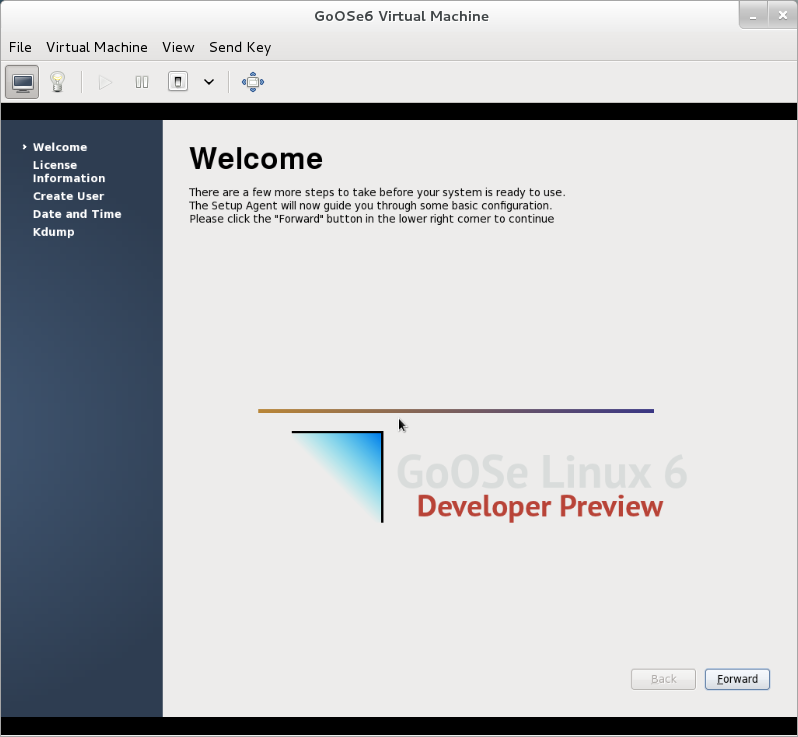 GoOSe6 Virtual Machine
File Virtual Machine View Send Key
Welcome
License
Information
Create User
Date and Time
Kdump
Welcome
There are a few more steps to take before your system is ready to use.
The Setup Agent will now guide you through some basic configuration.
Please click the "Forward" button in the lower right corner to continue
GoOSe Linux 6
Developer Preview
Back Forward